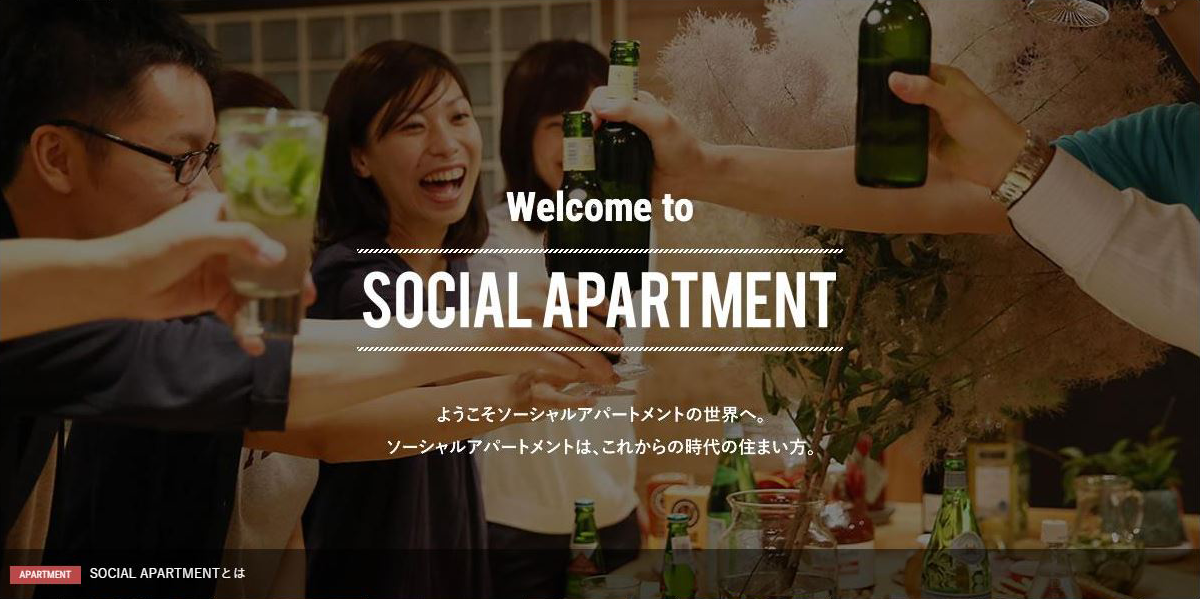 Welcome to
SOCIAL APARTMENT
ようこそソーシャルアパートメントの世界へ。
ソーシャルアパートメントは、これからの時代の住まい方。
APARTMENT
SOCIAL APARTMENTとは